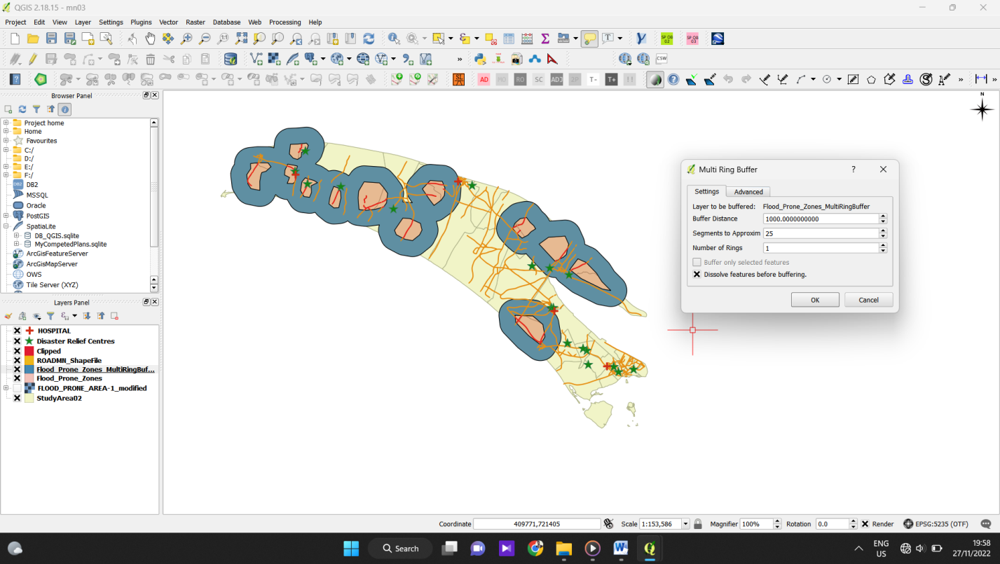 QGIS 2.18.15 - mn03
Project Edit View Layer Settings Plugins Vector Raster Database Web Processing Help
SP QB 02
SP QB 03
CSW
AD MO RO SC ADJ 2P T- T+ !!
Browser Panel
Project home
Home
Favourites
C:/
D:/
E:/
F:/
DB2
MSSQL
Oracle
PostGIS
SpatiaLite
DB_QGIS.sqlite
MyCompetedPlans.sqlite
ArcGisFeatureServer
ArcGisMapServer
OWS
Tile Server (XYZ)
Layers Panel
HOSPITAL
Disaster Relief Centres
Clipped
ROADMN_ShapeFile
Flood_Prone_Zones_MultiRingBuf...
Flood_Prone_Zones
FLOOD_PRONE_AREA-1_modified
StudyArea02
N
Multi Ring Buffer
?
Settings Advanced
Layer to be buffered: Flood_Prone_Zones_MultiRingBuffer
Buffer Distance 1000.0000000000
Segments to Approxim 25
Number of Rings 1
Buffer only selected features
Dissolve features before buffering.
OK Cancel
Coordinate 409771,721405 Scale 1:153,586 Magnifier 100% Rotation 0.0 Render EPSG:5235 (OTF)
Search
ENG
US
19:58
27/11/2022